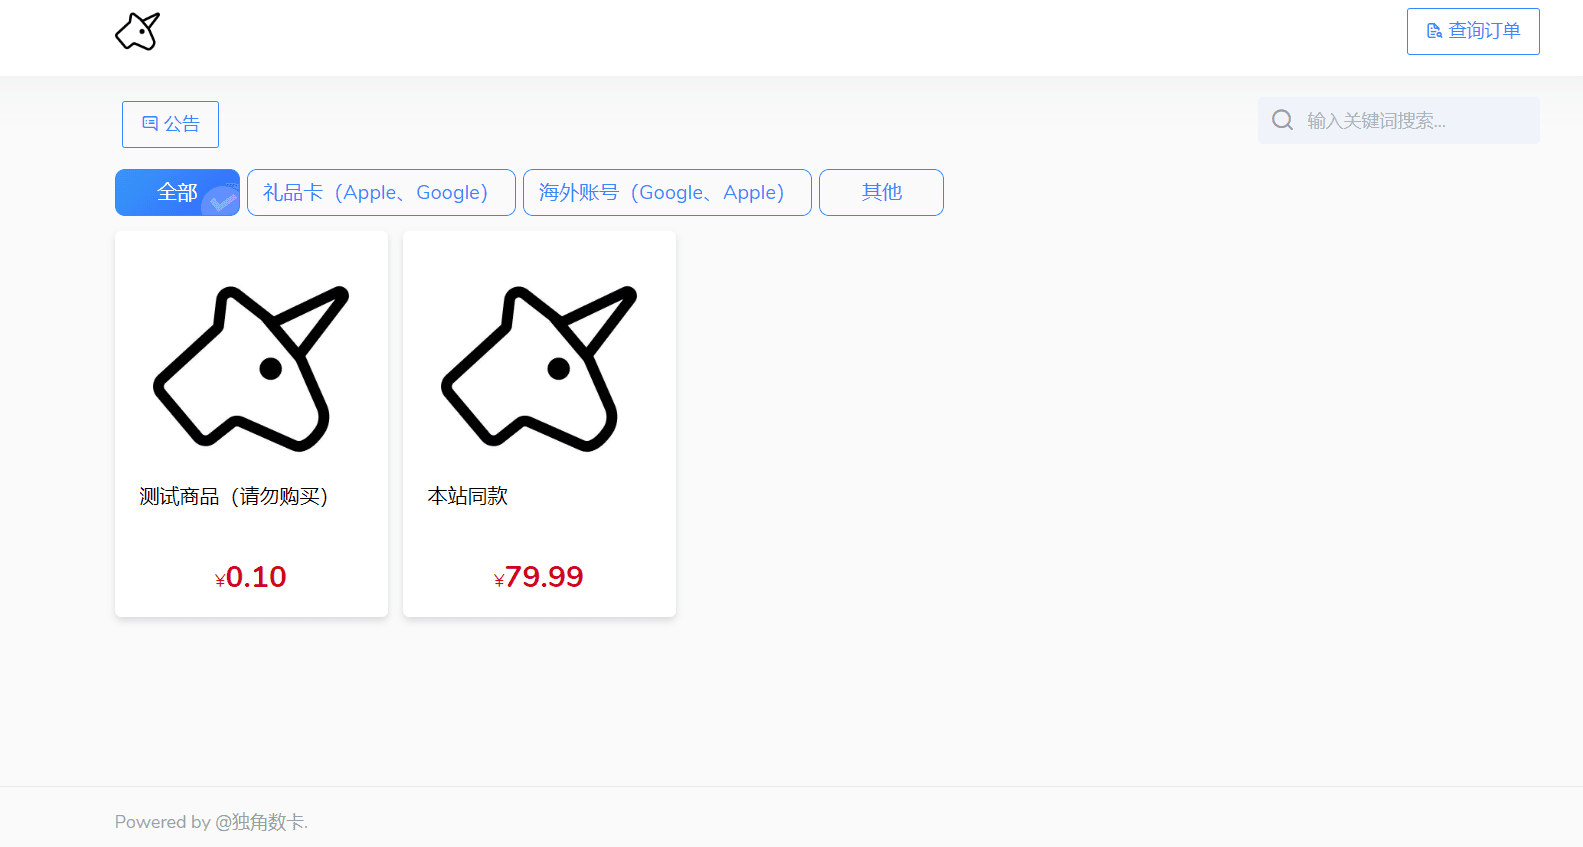 查询订单
公告
输入关键词搜索...
全部
礼品卡（Apple、Google）
海外账号（Google、Apple）
其他
测试商品（请勿购买）
本站同款
¥0.10
¥79.99
Powered by @独角数卡.